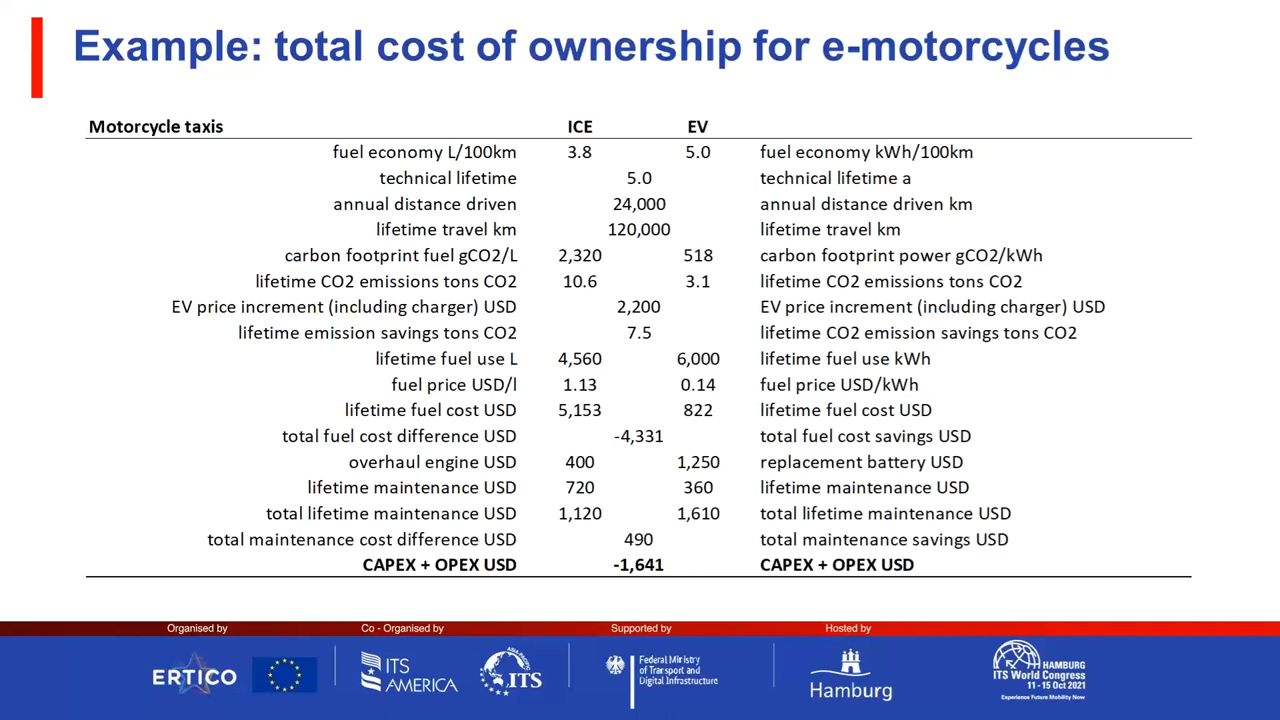 Example: total cost of ownership for e-motorcycles
Motorcycle taxis ICE EV
fuel economy L/100km 3.8 5.0 fuel economy kWh/100km
technical lifetime 5.0 technical lifetime a
annual distance driven 24,000 annual distance driven km
lifetime travel km 120,000 lifetime travel km
carbon footprint fuel gCO2/L 2,320 518 carbon footprint power gCO2/kWh
lifetime CO2 emissions tons CO2 10.6 3.1 lifetime CO2 emissions tons CO2
EV price increment (including charger) USD 2,200 EV price increment (including charger) USD
lifetime emission savings tons CO2 7.5 lifetime CO2 emission savings tons CO2
lifetime fuel use L 4,560 6,000 lifetime fuel use kWh
fuel price USD/l 1.13 0.14 fuel price USD/kWh
lifetime fuel cost USD 5,153 822 lifetime fuel cost USD
total fuel cost difference USD -4,331 total fuel cost savings USD
overhaul engine USD 400 1,250 replacement battery USD
lifetime maintenance USD 720 360 lifetime maintenance USD
total lifetime maintenance USD 1,120 1,610 total lifetime maintenance USD
total maintenance cost difference USD 490 total maintenance savings USD
CAPEX + OPEX USD -1,641 CAPEX + OPEX USD
Organised by Co - Organised by Supported by Hosted by
ERTICO
ITS AMERICA
ASIA-PACIFIC ITS
Federal Ministry
of Transport and
Digital Infrastructure
Hamburg
HAMBURG
ITS World Congress
11 - 15 Oct 2021
Experience Future Mobility Now